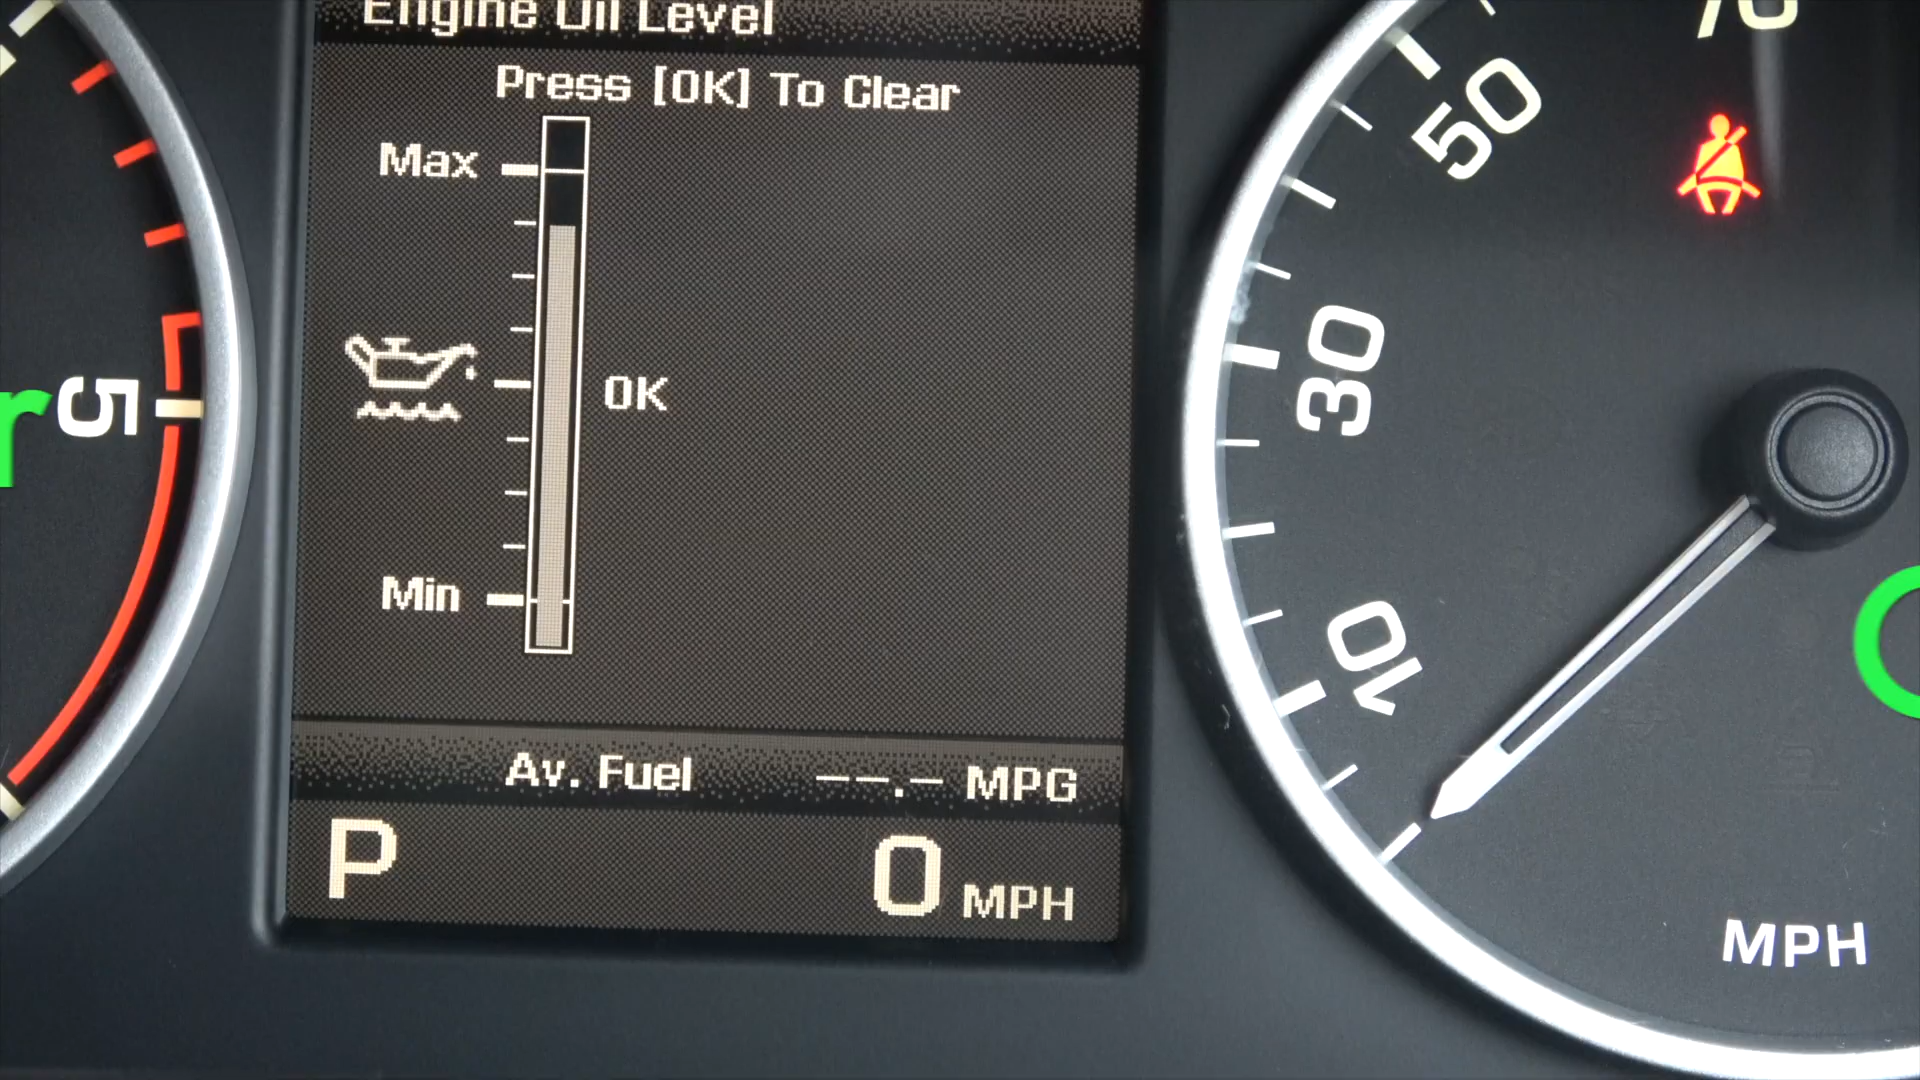 Engine Oil Level
Press [OK] To Clear
Max
OK
Min
Av. Fuel --.- MPG
P 0 MPH
5
r
70
50
30
10
MPH